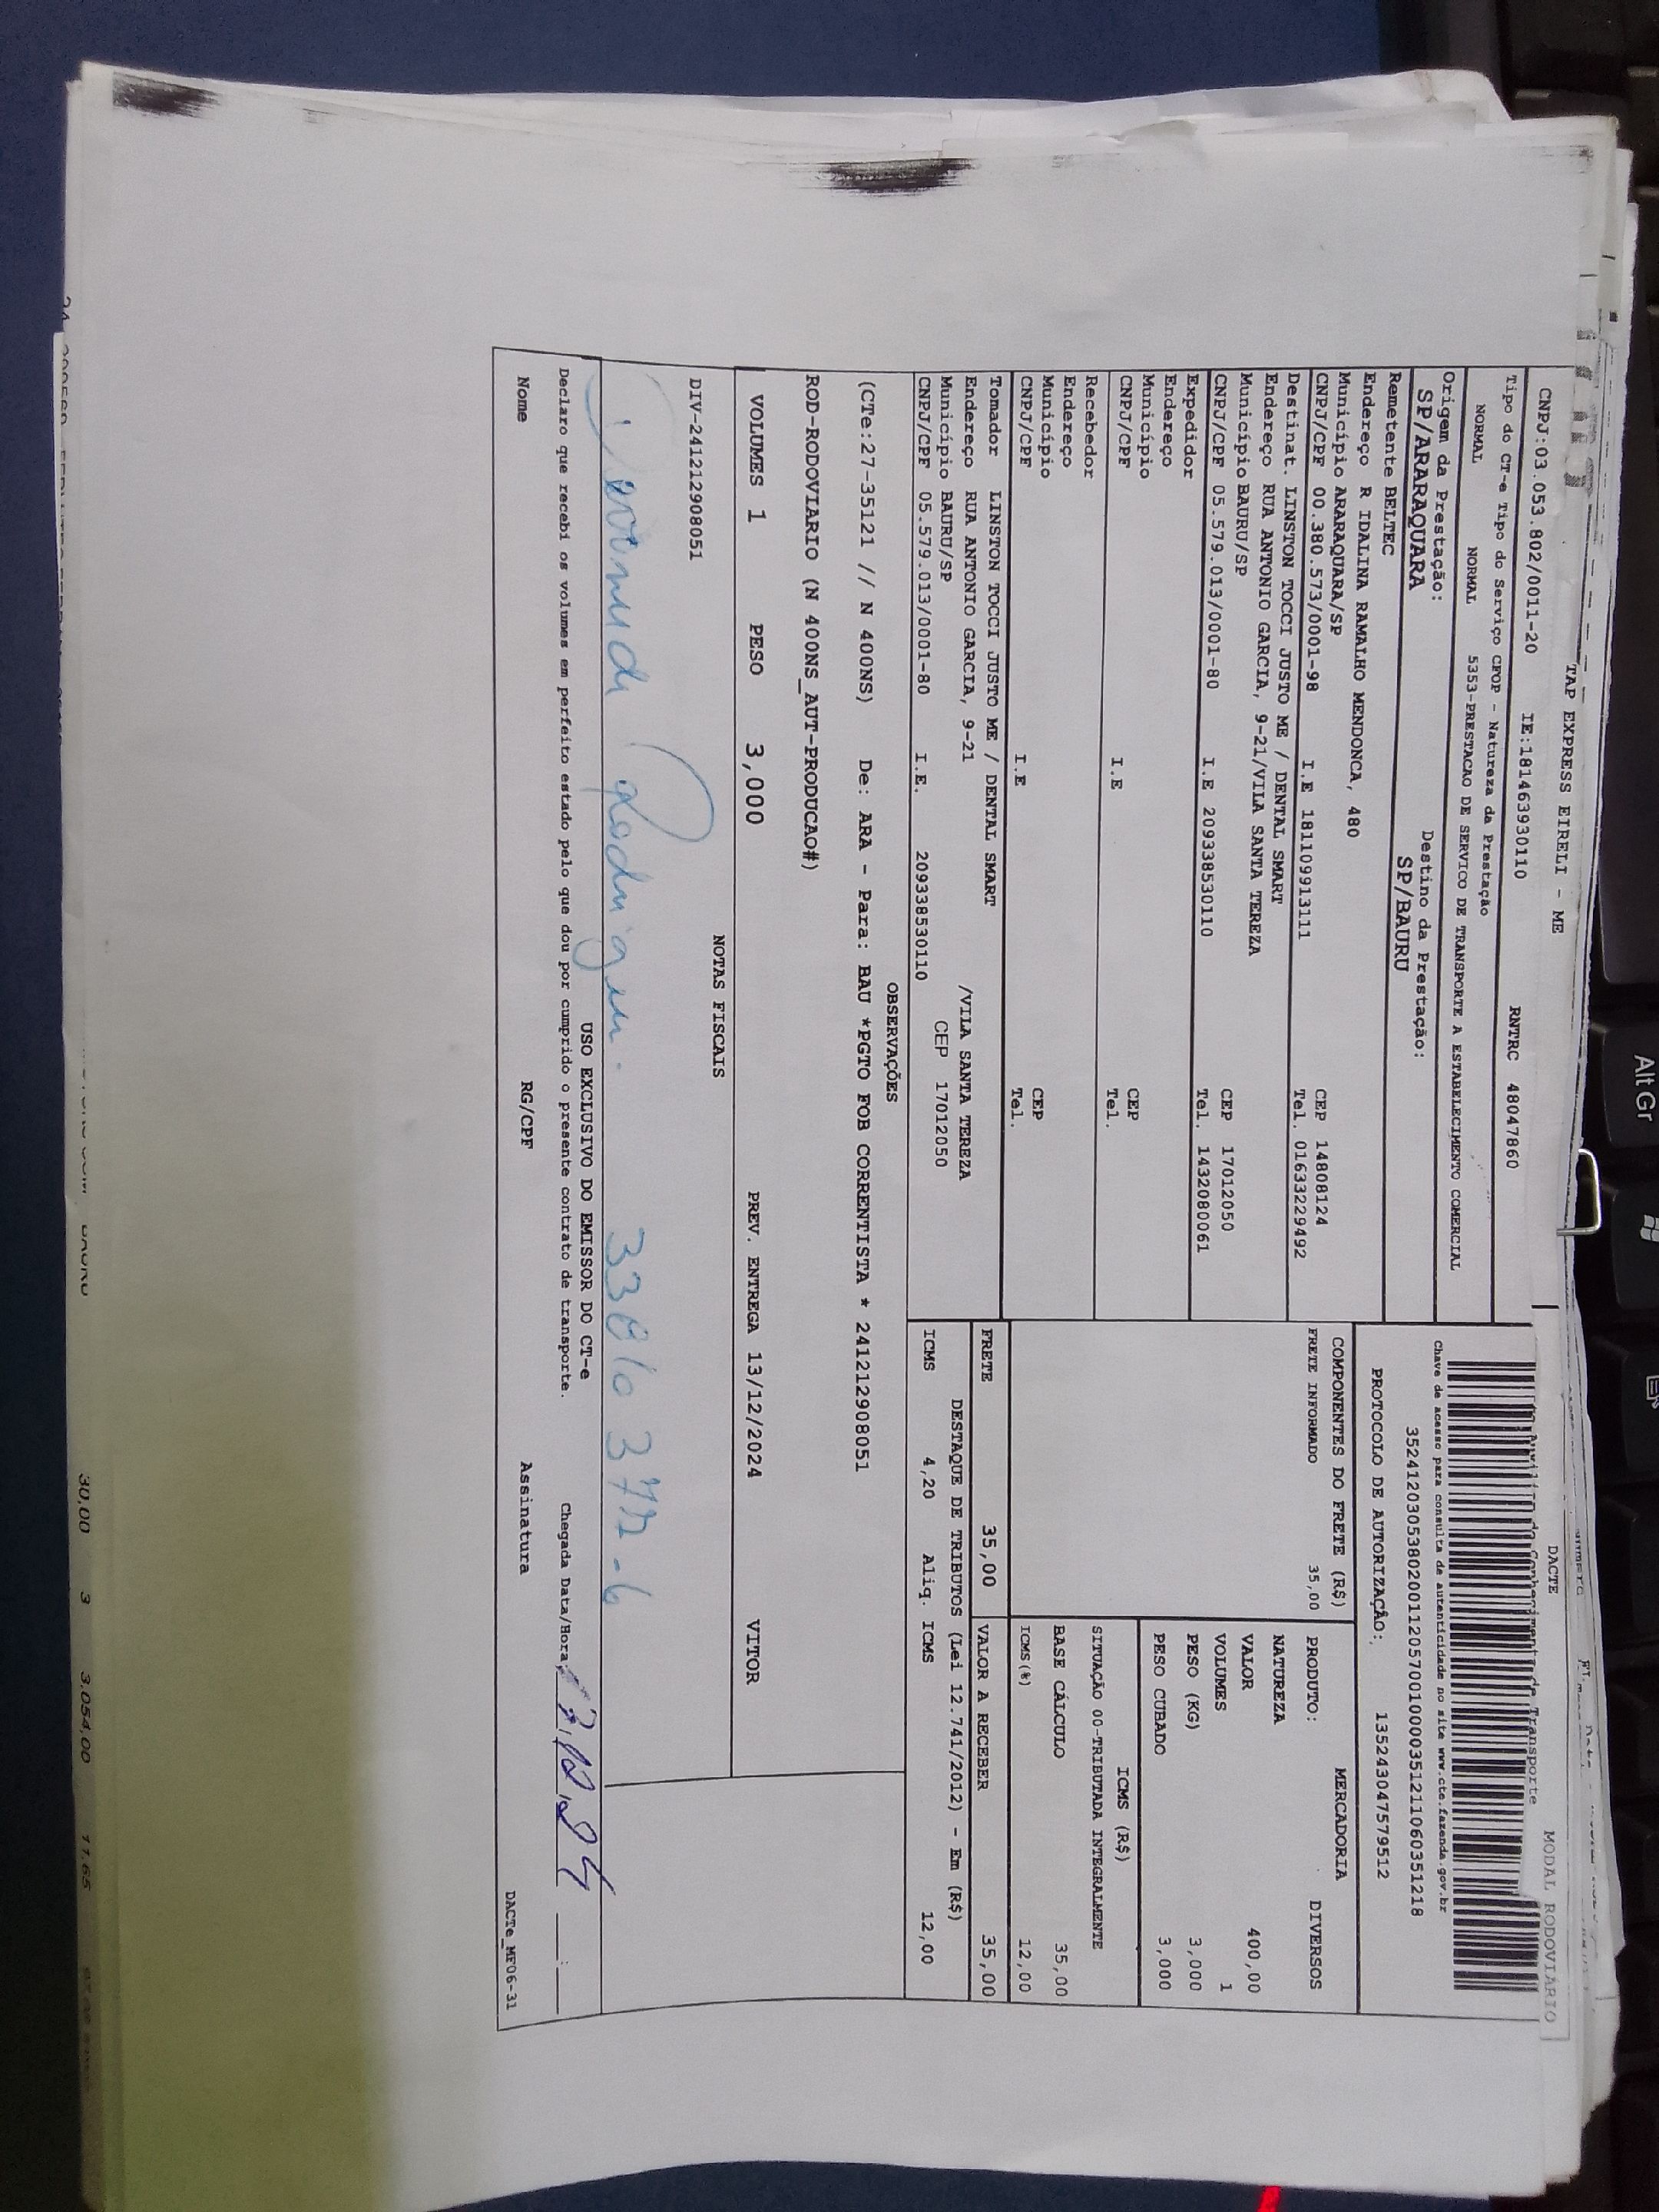 TAP EXPRESS EIRELI - ME
DACTE
MODAL RODOVIARIO
CNPJ:03.053.802/0011-20 IE:181463930110 RNTRC 48047860
Tipo do CT-e Tipo do Serviço CFOP - Natureza da Prestação
NORMAL NORMAL 5353-PRESTACAO DE SERVICO DE TRANSPORTE A ESTABELECIMENTO COMERCIAL
Origem da Prestação: Destino da Prestação:
SP/ARARAQUARA SP/BAURU
Chave de acesso para consulta de autenticidade no site www.cte.fazenda.gov.br
35241203053802001120570010000351211060351218
PROTOCOLO DE AUTORIZAÇÃO: 135243047579512
Remetente BELTEC
Endereço R IDALINA RAMALHO MENDONCA, 480
Município ARARAQUARA/SP CEP 14808124
CNPJ/CPF 00.380.573/0001-98 I.E 181109913111 Tel. 01633229492
Destinat. LINSTON TOCCI JUSTO ME / DENTAL SMART
Endereço RUA ANTONIO GARCIA, 9-21/VILA SANTA TEREZA
Município BAURU/SP CEP 17012050
CNPJ/CPF 05.579.013/0001-80 I.E 209338530110 Tel. 1432080061
Expedidor
Endereço
Município CEP
CNPJ/CPF I.E Tel.
Recebedor
Endereço
Município CEP
CNPJ/CPF I.E Tel.
Tomador LINSTON TOCCI JUSTO ME / DENTAL SMART
Endereço RUA ANTONIO GARCIA, 9-21 /VILA SANTA TEREZA
Município BAURU/SP CEP 17012050
CNPJ/CPF 05.579.013/0001-80 I.E. 209338530110
COMPONENTES DO FRETE (R$)
FRETE INFORMADO 35,00
MERCADORIA
PRODUTO: DIVERSOS
NATUREZA
VALOR 400,00
VOLUMES 1
PESO (KG) 3,000
PESO CUBADO 3,000
ICMS (R$)
SITUAÇÃO 00-TRIBUTADA INTEGRALMENTE
BASE CÁLCULO 35,00
ICMS(%) 12,00
FRETE 35,00 VALOR A RECEBER 35,00
DESTAQUE DE TRIBUTOS (Lei 12.741/2012) - Em (R$)
ICMS 4,20 Aliq. ICMS 12,00
OBSERVAÇÕES
(CTe:27-35121 // N 400NS) De: ARA - Para: BAU *PGTO FOB CORRENTISTA * 241212908051
ROD-RODOVIARIO (N 400NS_AUT-PRODUCAO#)
VOLUMES 1 PESO 3,000 PREV. ENTREGA 13/12/2024 VITOR
NOTAS FISCAIS
DIV-241212908051
USO EXCLUSIVO DO EMISSOR DO CT-e
Declaro que recebi os volumes em perfeito estado pelo que dou por cumprido o presente contrato de transporte. Chegada Data/Hora:
Nome RG/CPF Assinatura DACTe_MF06-31
30,00 3 3.054,00 11,65
Alt Gr